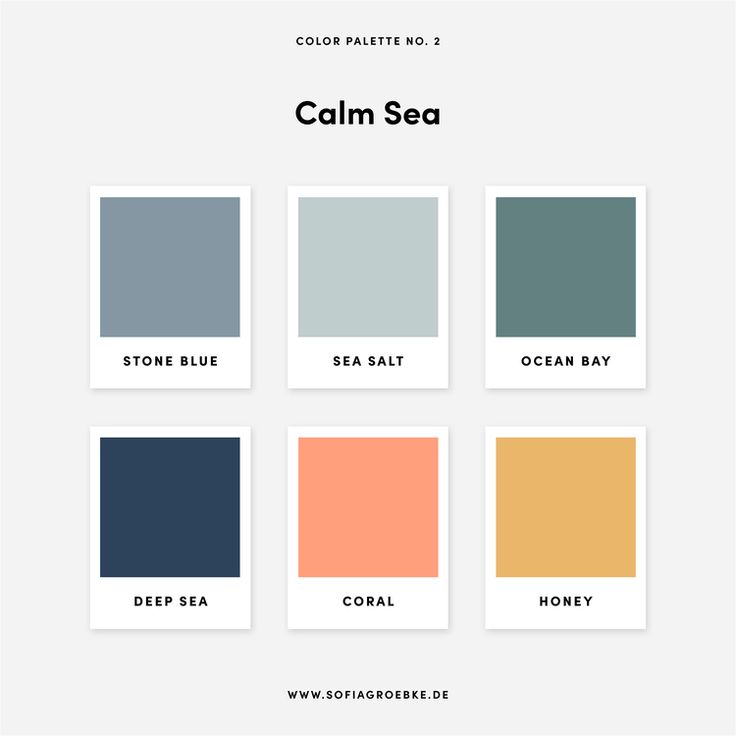 COLOR PALETTE NO. 2
Calm Sea
STONE BLUE
SEA SALT
OCEAN BAY
DEEP SEA
CORAL
HONEY
WWW.SOFIAGROEBKE.DE